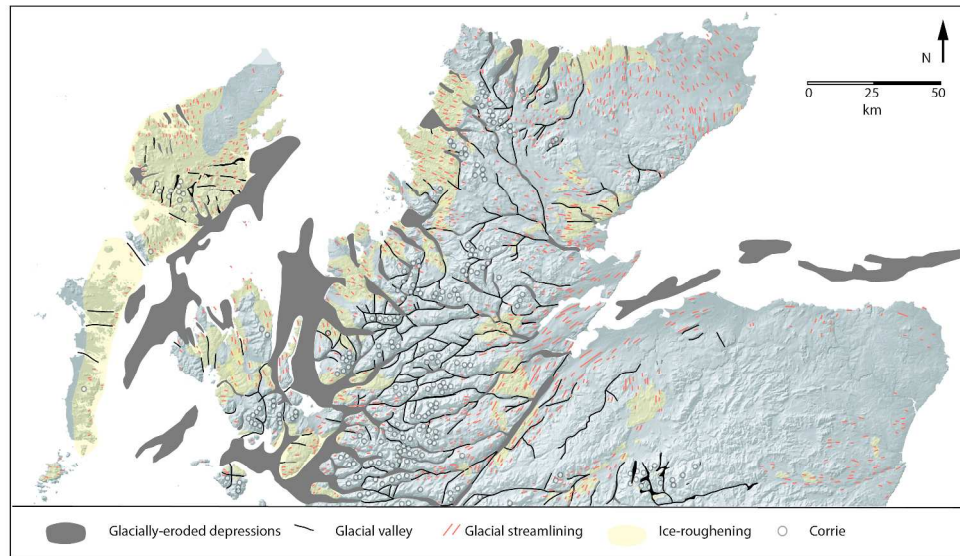 N
0 25 50
km
Glacially-eroded depressions Glacial valley Glacial streamlining Ice-roughening Corrie